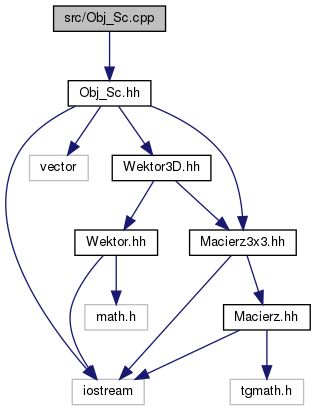 src/Obj_Sc.cpp
Obj_Sc.hh
vector
Wektor3D.hh
Wektor.hh
Macierz3x3.hh
math.h
Macierz.hh
iostream
tgmath.h